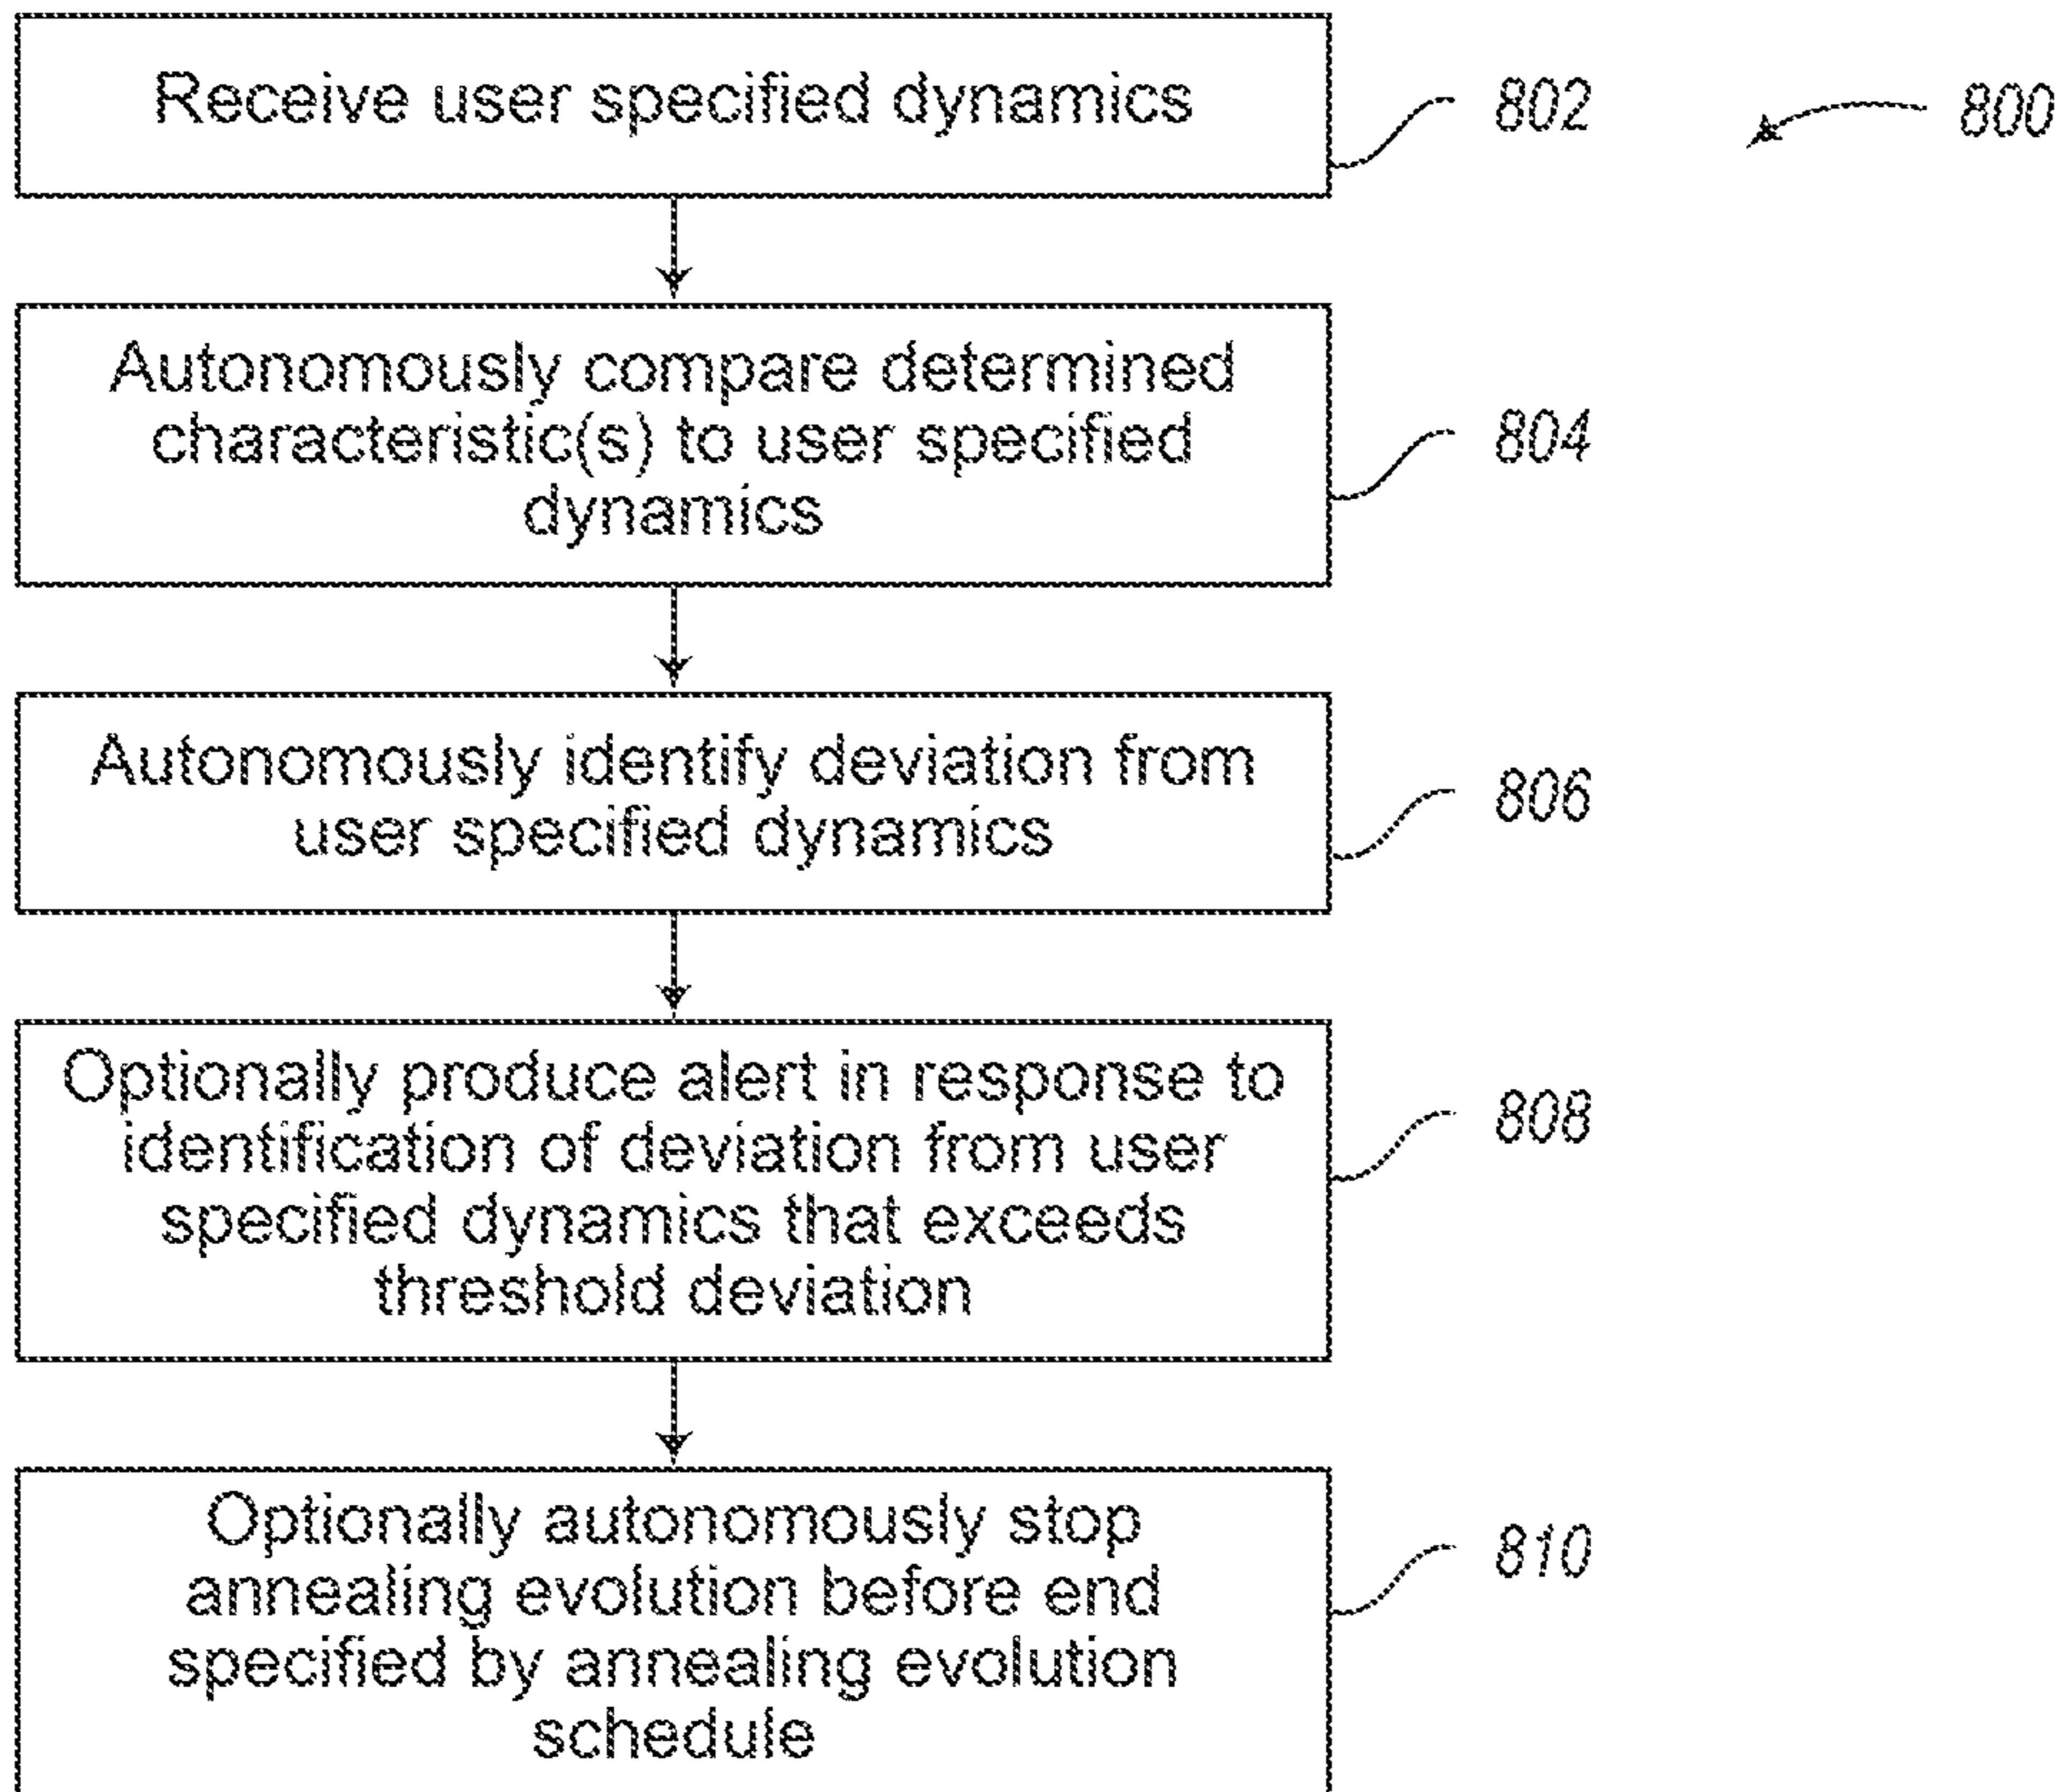 Receive user specified dynamics
802
800
Autonomously compare determined
characteristic(s) to user specified
dynamics
804
Autonomously identify deviation from
user specified dynamics
806
Optionally produce alert in response to
identification of deviation from user
specified dynamics that exceeds
threshold deviation
808
Optionally autonomously stop
annealing evolution before end
specified by annealing evolution
schedule
810